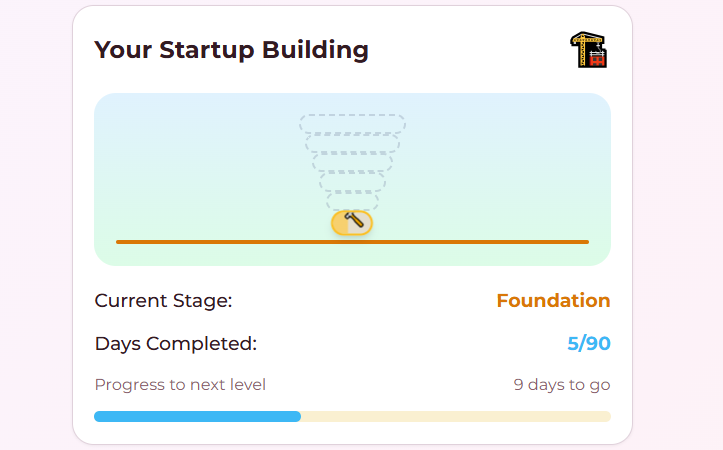 Your Startup Building
Current Stage: Foundation
Days Completed: 5/90
Progress to next level 9 days to go